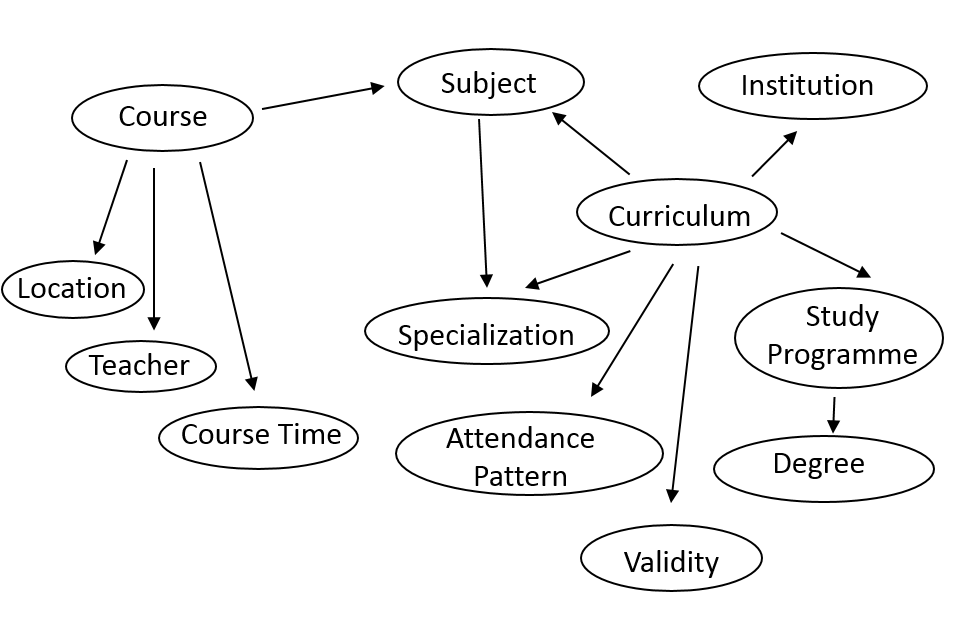 Subject
Institution
Course
Curriculum
Location
Specialization
Study
Programme
Teacher
Course Time
Attendance
Pattern
Degree
Validity